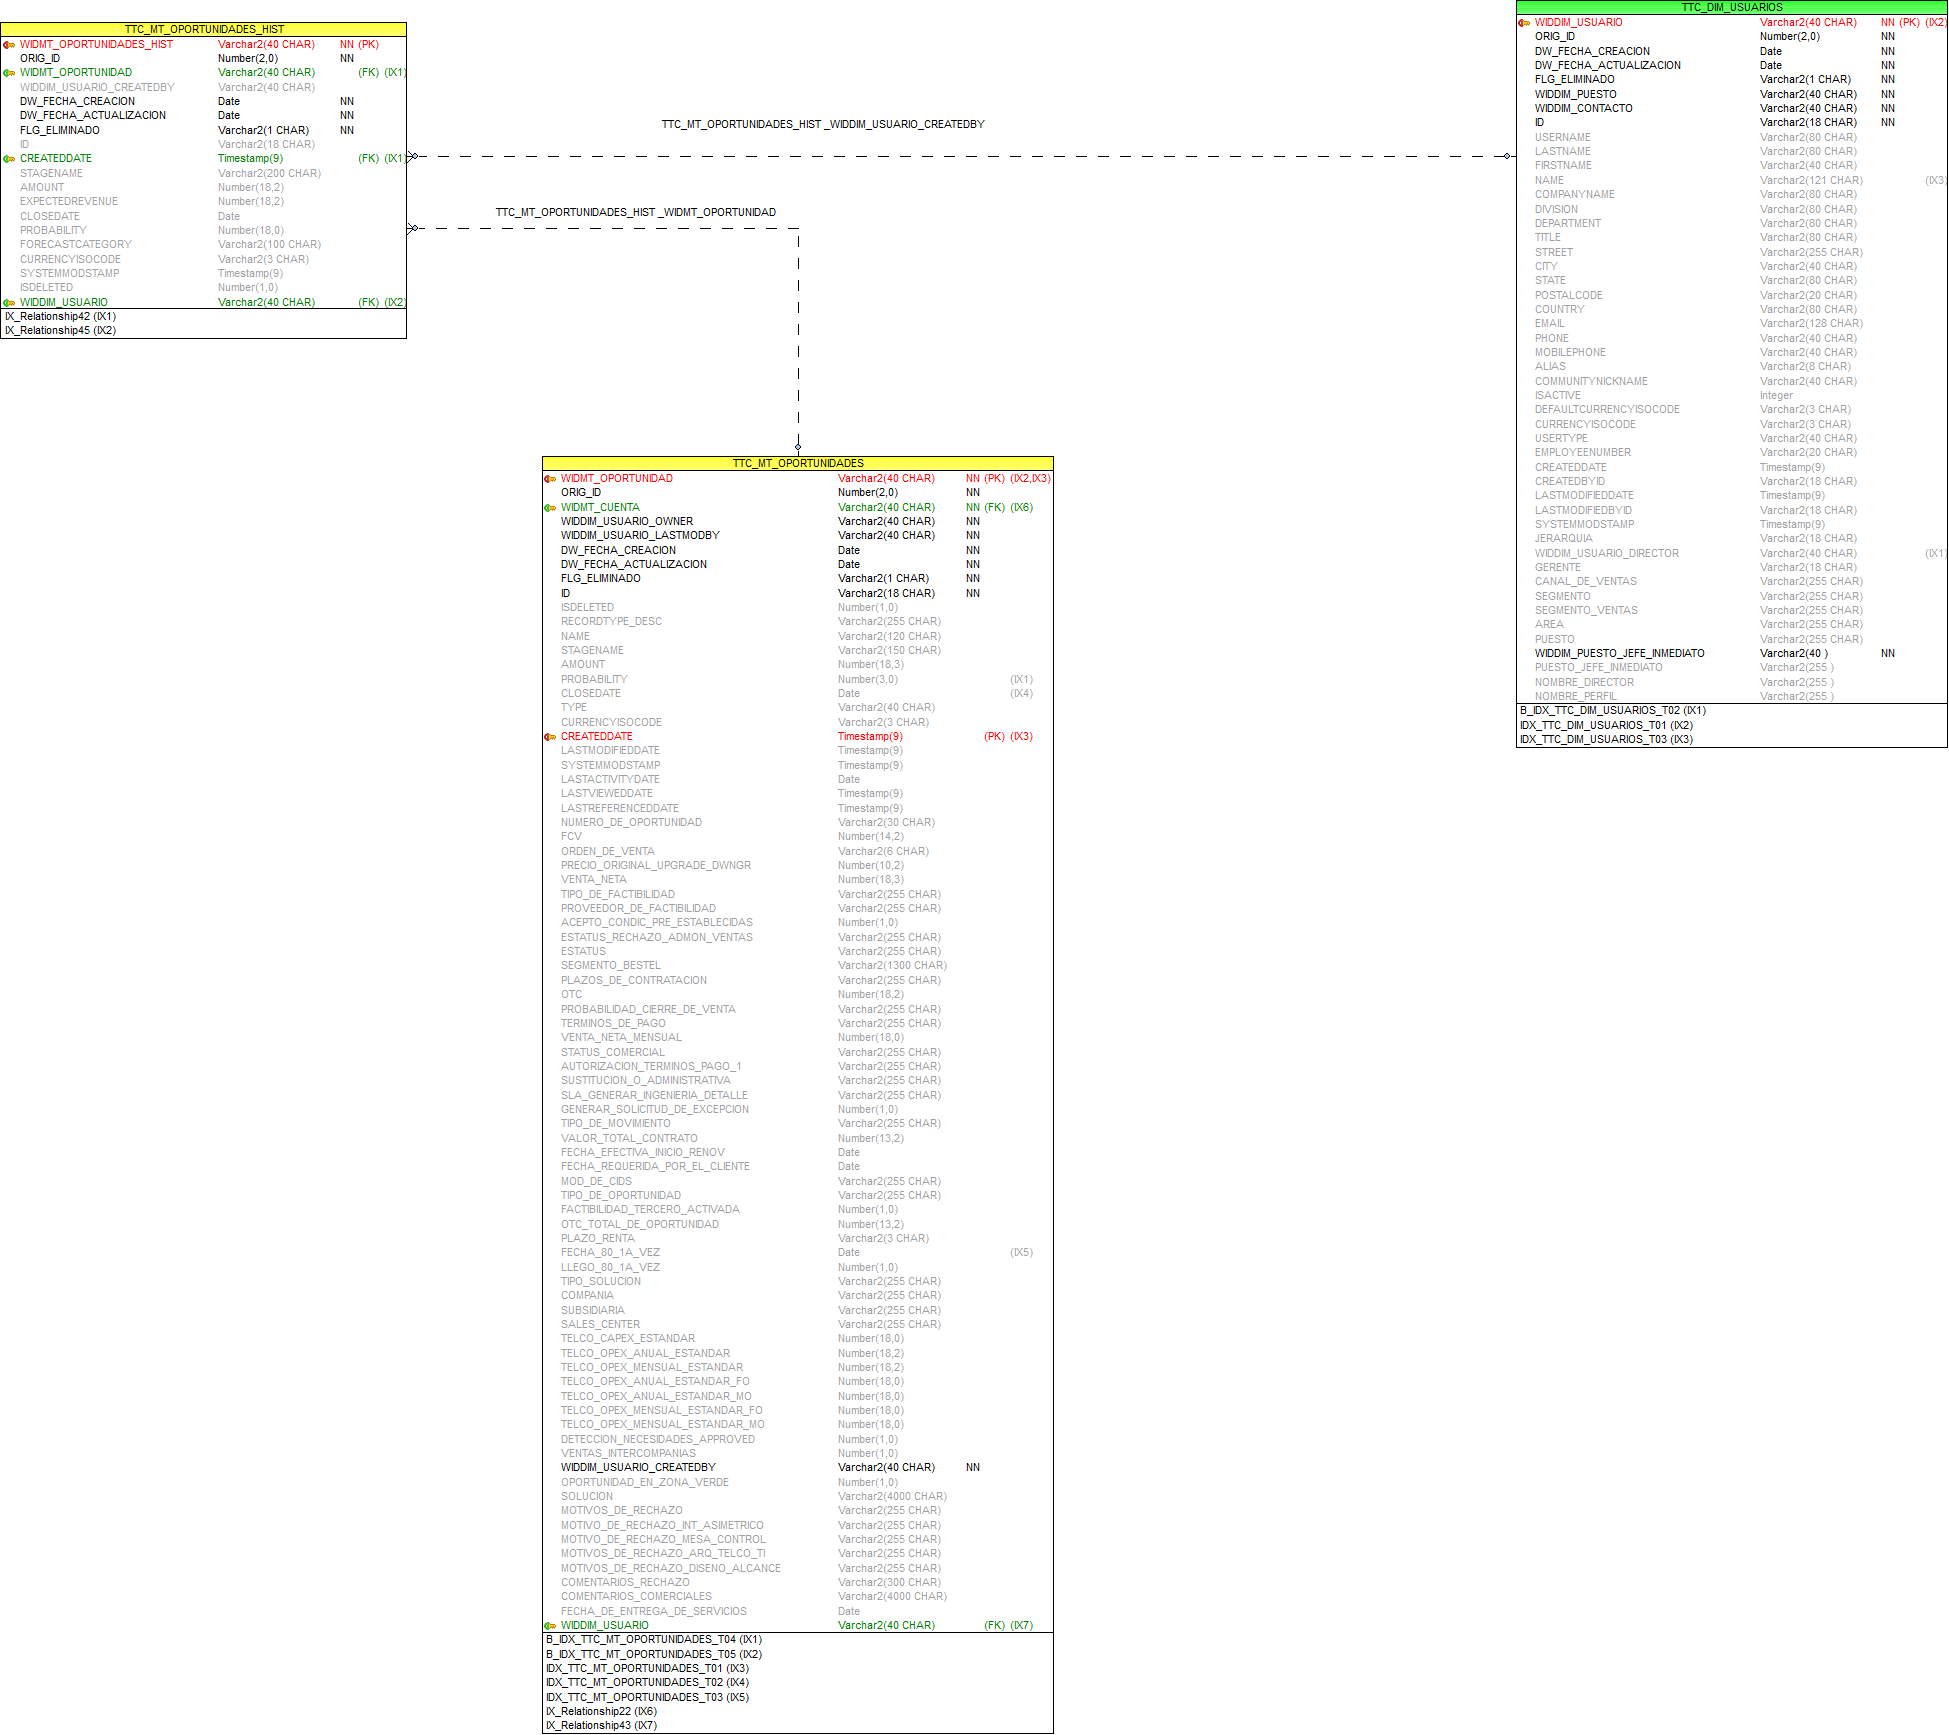 TTC_MT_OPORTUNIDADES_HIST
WIDMT_OPORTUNIDADES_HIST Varchar2(40 CHAR) NN (PK)
ORIG_ID Number(2,0) NN
WIDMT_OPORTUNIDAD Varchar2(40 CHAR) (FK) (IX1)
WIDDIM_USUARIO_CREATEDBY Varchar2(40 CHAR)
DW_FECHA_CREACION Date NN
DW_FECHA_ACTUALIZACION Date NN
FLG_ELIMINADO Varchar2(1 CHAR) NN
ID Varchar2(18 CHAR)
CREATEDDATE Timestamp(9) (FK) (IX1)
STAGENAME Varchar2(200 CHAR)
AMOUNT Number(18,2)
EXPECTEDREVENUE Number(18,2)
CLOSEDATE Date
PROBABILITY Number(18,0)
FORECASTCATEGORY Varchar2(100 CHAR)
CURRENCYISOCODE Varchar2(3 CHAR)
SYSTEMMODSTAMP Timestamp(9)
ISDELETED Number(1,0)
WIDDIM_USUARIO Varchar2(40 CHAR) (FK) (IX2)
IX_Relationship42 (IX1)
IX_Relationship45 (IX2)
TTC_MT_OPORTUNIDADES_HIST _WIDDIM_USUARIO_CREATEDBY
TTC_MT_OPORTUNIDADES_HIST _WIDMT_OPORTUNIDAD
TTC_DIM_USUARIOS
WIDDIM_USUARIO Varchar2(40 CHAR) NN (PK) (IX2)
ORIG_ID Number(2,0) NN
DW_FECHA_CREACION Date NN
DW_FECHA_ACTUALIZACION Date NN
FLG_ELIMINADO Varchar2(1 CHAR) NN
WIDDIM_PUESTO Varchar2(40 CHAR) NN
WIDDIM_CONTACTO Varchar2(40 CHAR) NN
ID Varchar2(18 CHAR) NN
USERNAME Varchar2(80 CHAR)
LASTNAME Varchar2(80 CHAR)
FIRSTNAME Varchar2(40 CHAR)
NAME Varchar2(121 CHAR) (IX3)
COMPANYNAME Varchar2(80 CHAR)
DIVISION Varchar2(80 CHAR)
DEPARTMENT Varchar2(80 CHAR)
TITLE Varchar2(80 CHAR)
STREET Varchar2(255 CHAR)
CITY Varchar2(40 CHAR)
STATE Varchar2(80 CHAR)
POSTALCODE Varchar2(20 CHAR)
COUNTRY Varchar2(80 CHAR)
EMAIL Varchar2(128 CHAR)
PHONE Varchar2(40 CHAR)
MOBILEPHONE Varchar2(40 CHAR)
ALIAS Varchar2(8 CHAR)
COMMUNITYNICKNAME Varchar2(40 CHAR)
ISACTIVE Integer
DEFAULTCURRENCYISOCODE Varchar2(3 CHAR)
CURRENCYISOCODE Varchar2(3 CHAR)
USERTYPE Varchar2(40 CHAR)
EMPLOYEENUMBER Varchar2(20 CHAR)
CREATEDDATE Timestamp(9)
CREATEDBYID Varchar2(18 CHAR)
LASTMODIFIEDDATE Timestamp(9)
LASTMODIFIEDBYID Varchar2(18 CHAR)
SYSTEMMODSTAMP Timestamp(9)
JERARQUIA Varchar2(18 CHAR)
WIDDIM_USUARIO_DIRECTOR Varchar2(40 CHAR) (IX1)
GERENTE Varchar2(18 CHAR)
CANAL_DE_VENTAS Varchar2(255 CHAR)
SEGMENTO Varchar2(255 CHAR)
SEGMENTO_VENTAS Varchar2(255 CHAR)
AREA Varchar2(255 CHAR)
PUESTO Varchar2(255 CHAR)
WIDDIM_PUESTO_JEFE_INMEDIATO Varchar2(40 ) NN
PUESTO_JEFE_INMEDIATO Varchar2(255 )
NOMBRE_DIRECTOR Varchar2(255 )
NOMBRE_PERFIL Varchar2(255 )
B_IDX_TTC_DIM_USUARIOS_T02 (IX1)
IDX_TTC_DIM_USUARIOS_T01 (IX2)
IDX_TTC_DIM_USUARIOS_T03 (IX3)
TTC_MT_OPORTUNIDADES
WIDMT_OPORTUNIDAD Varchar2(40 CHAR) NN (PK) (IX2,IX3)
ORIG_ID Number(2,0) NN
WIDMT_CUENTA Varchar2(40 CHAR) NN (FK) (IX6)
WIDDIM_USUARIO_OWNER Varchar2(40 CHAR) NN
WIDDIM_USUARIO_LASTMODBY Varchar2(40 CHAR) NN
DW_FECHA_CREACION Date NN
DW_FECHA_ACTUALIZACION Date NN
FLG_ELIMINADO Varchar2(1 CHAR) NN
ID Varchar2(18 CHAR) NN
ISDELETED Number(1,0)
RECORDTYPE_DESC Varchar2(255 CHAR)
NAME Varchar2(120 CHAR)
STAGENAME Varchar2(150 CHAR)
AMOUNT Number(18,3)
PROBABILITY Number(3,0) (IX1)
CLOSEDATE Date (IX4)
TYPE Varchar2(40 CHAR)
CURRENCYISOCODE Varchar2(3 CHAR)
CREATEDDATE Timestamp(9) (PK) (IX3)
LASTMODIFIEDDATE Timestamp(9)
SYSTEMMODSTAMP Timestamp(9)
LASTACTIVITYDATE Date
LASTVIEWEDDATE Timestamp(9)
LASTREFERENCEDDATE Timestamp(9)
NUMERO_DE_OPORTUNIDAD Varchar2(30 CHAR)
FCV Number(14,2)
ORDEN_DE_VENTA Varchar2(6 CHAR)
PRECIO_ORIGINAL_UPGRADE_DWNGR Number(10,2)
VENTA_NETA Number(18,3)
TIPO_DE_FACTIBILIDAD Varchar2(255 CHAR)
PROVEEDOR_DE_FACTIBILIDAD Varchar2(255 CHAR)
ACEPTO_CONDIC_PRE_ESTABLECIDAS Number(1,0)
ESTATUS_RECHAZO_ADMON_VENTAS Varchar2(255 CHAR)
ESTATUS Varchar2(255 CHAR)
SEGMENTO_BESTEL Varchar2(1300 CHAR)
PLAZOS_DE_CONTRATACION Varchar2(255 CHAR)
OTC Number(18,2)
PROBABILIDAD_CIERRE_DE_VENTA Varchar2(255 CHAR)
TERMINOS_DE_PAGO Varchar2(255 CHAR)
VENTA_NETA_MENSUAL Number(18,0)
STATUS_COMERCIAL Varchar2(255 CHAR)
AUTORIZACION_TERMINOS_PAGO_1 Varchar2(255 CHAR)
SUSTITUCION_O_ADMINISTRATIVA Varchar2(255 CHAR)
SLA_GENERAR_INGENIERIA_DETALLE Varchar2(255 CHAR)
GENERAR_SOLICITUD_DE_EXCEPCION Number(1,0)
TIPO_DE_MOVIMIENTO Varchar2(255 CHAR)
VALOR_TOTAL_CONTRATO Number(13,2)
FECHA_EFECTIVA_INICIO_RENOV Date
FECHA_REQUERIDA_POR_EL_CLIENTE Date
MOD_DE_CIDS Varchar2(255 CHAR)
TIPO_DE_OPORTUNIDAD Varchar2(255 CHAR)
FACTIBILIDAD_TERCERO_ACTIVADA Number(1,0)
OTC_TOTAL_DE_OPORTUNIDAD Number(13,2)
PLAZO_RENTA Varchar2(3 CHAR)
FECHA_80_1A_VEZ Date (IX5)
LLEGO_80_1A_VEZ Number(1,0)
TIPO_SOLUCION Varchar2(255 CHAR)
COMPANIA Varchar2(255 CHAR)
SUBSIDIARIA Varchar2(255 CHAR)
SALES_CENTER Varchar2(255 CHAR)
TELCO_CAPEX_ESTANDAR Number(18,0)
TELCO_OPEX_ANUAL_ESTANDAR Number(18,2)
TELCO_OPEX_MENSUAL_ESTANDAR Number(18,2)
TELCO_OPEX_ANUAL_ESTANDAR_FO Number(18,0)
TELCO_OPEX_ANUAL_ESTANDAR_MO Number(18,0)
TELCO_OPEX_MENSUAL_ESTANDAR_FO Number(18,0)
TELCO_OPEX_MENSUAL_ESTANDAR_MO Number(18,0)
DETECCION_NECESIDADES_APPROVED Number(1,0)
VENTAS_INTERCOMPANIAS Number(1,0)
WIDDIM_USUARIO_CREATEDBY Varchar2(40 CHAR) NN
OPORTUNIDAD_EN_ZONA_VERDE Number(1,0)
SOLUCION Varchar2(4000 CHAR)
MOTIVOS_DE_RECHAZO Varchar2(255 CHAR)
MOTIVO_DE_RECHAZO_INT_ASIMETRICO Varchar2(255 CHAR)
MOTIVO_DE_RECHAZO_MESA_CONTROL Varchar2(255 CHAR)
MOTIVOS_DE_RECHAZO_ARQ_TELCO_TI Varchar2(255 CHAR)
MOTIVOS_DE_RECHAZO_DISENO_ALCANCE Varchar2(255 CHAR)
COMENTARIOS_RECHAZO Varchar2(300 CHAR)
COMENTARIOS_COMERCIALES Varchar2(4000 CHAR)
FECHA_DE_ENTREGA_DE_SERVICIOS Date
WIDDIM_USUARIO Varchar2(40 CHAR) (FK) (IX7)
B_IDX_TTC_MT_OPORTUNIDADES_T04 (IX1)
B_IDX_TTC_MT_OPORTUNIDADES_T05 (IX2)
IDX_TTC_MT_OPORTUNIDADES_T01 (IX3)
IDX_TTC_MT_OPORTUNIDADES_T02 (IX4)
IDX_TTC_MT_OPORTUNIDADES_T03 (IX5)
IX_Relationship22 (IX6)
IX_Relationship43 (IX7)